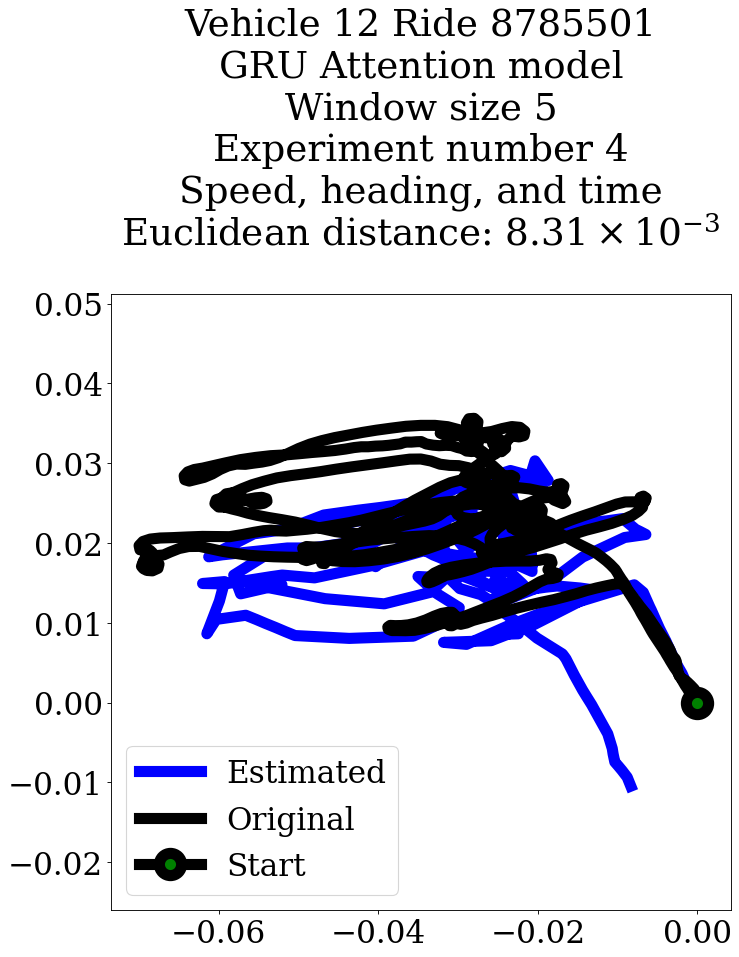 Vehicle 12 Ride 8785501
GRU Attention model
Window size 5
Experiment number 4
Speed, heading, and time
Euclidean distance: 8.31 × 10⁻³
0.05
0.04
0.03
0.02
0.01
0.00
−0.01
−0.02
Estimated
Original
Start
−0.06 −0.04 −0.02 0.00